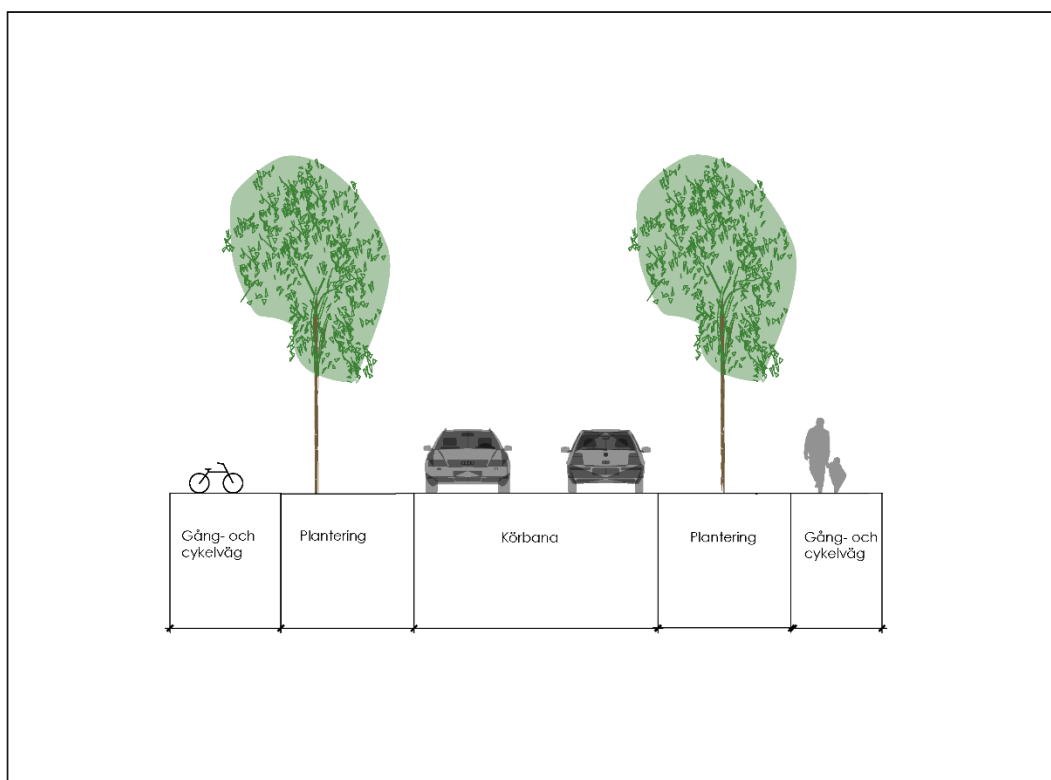 Gång- och
cykelväg
Plantering
Körbana
Plantering
Gång- och
cykelväg